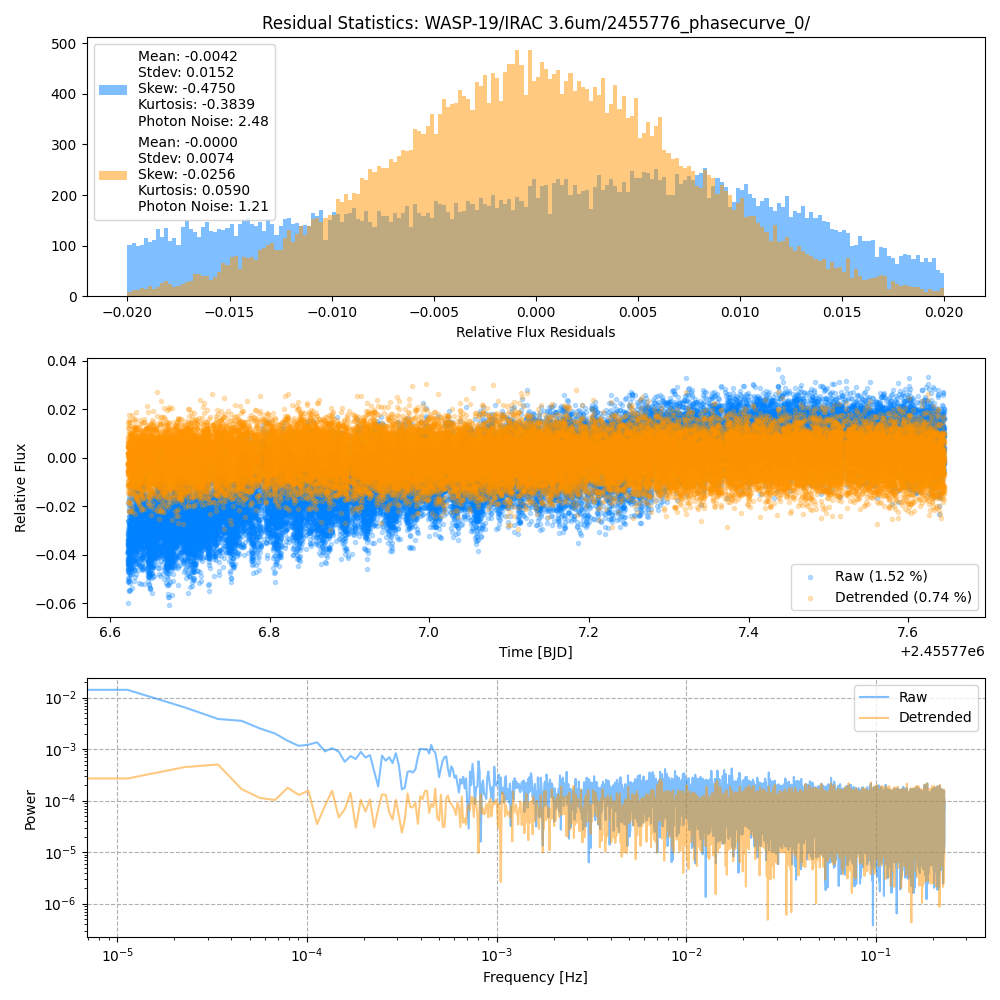 Residual Statistics: WASP-19/IRAC 3.6um/2455776_phasecurve_0/
500
400
300
200
100
0
Mean: -0.0042
Stdev: 0.0152
Skew: -0.4750
Kurtosis: -0.3839
Photon Noise: 2.48
Mean: -0.0000
Stdev: 0.0074
Skew: -0.0256
Kurtosis: 0.0590
Photon Noise: 1.21
−0.020 −0.015 −0.010 −0.005 0.000 0.005 0.010 0.015 0.020
Relative Flux Residuals
Relative Flux
0.04
0.02
0.00
−0.02
−0.04
−0.06
Raw (1.52 %)
Detrended (0.74 %)
6.6 6.8 7.0 7.2 7.4 7.6
Time [BJD]
+2.45577e6
Power
10⁻²
10⁻³
10⁻⁴
10⁻⁵
10⁻⁶
Raw
Detrended
10⁻⁵ 10⁻⁴ 10⁻³ 10⁻² 10⁻¹
Frequency [Hz]